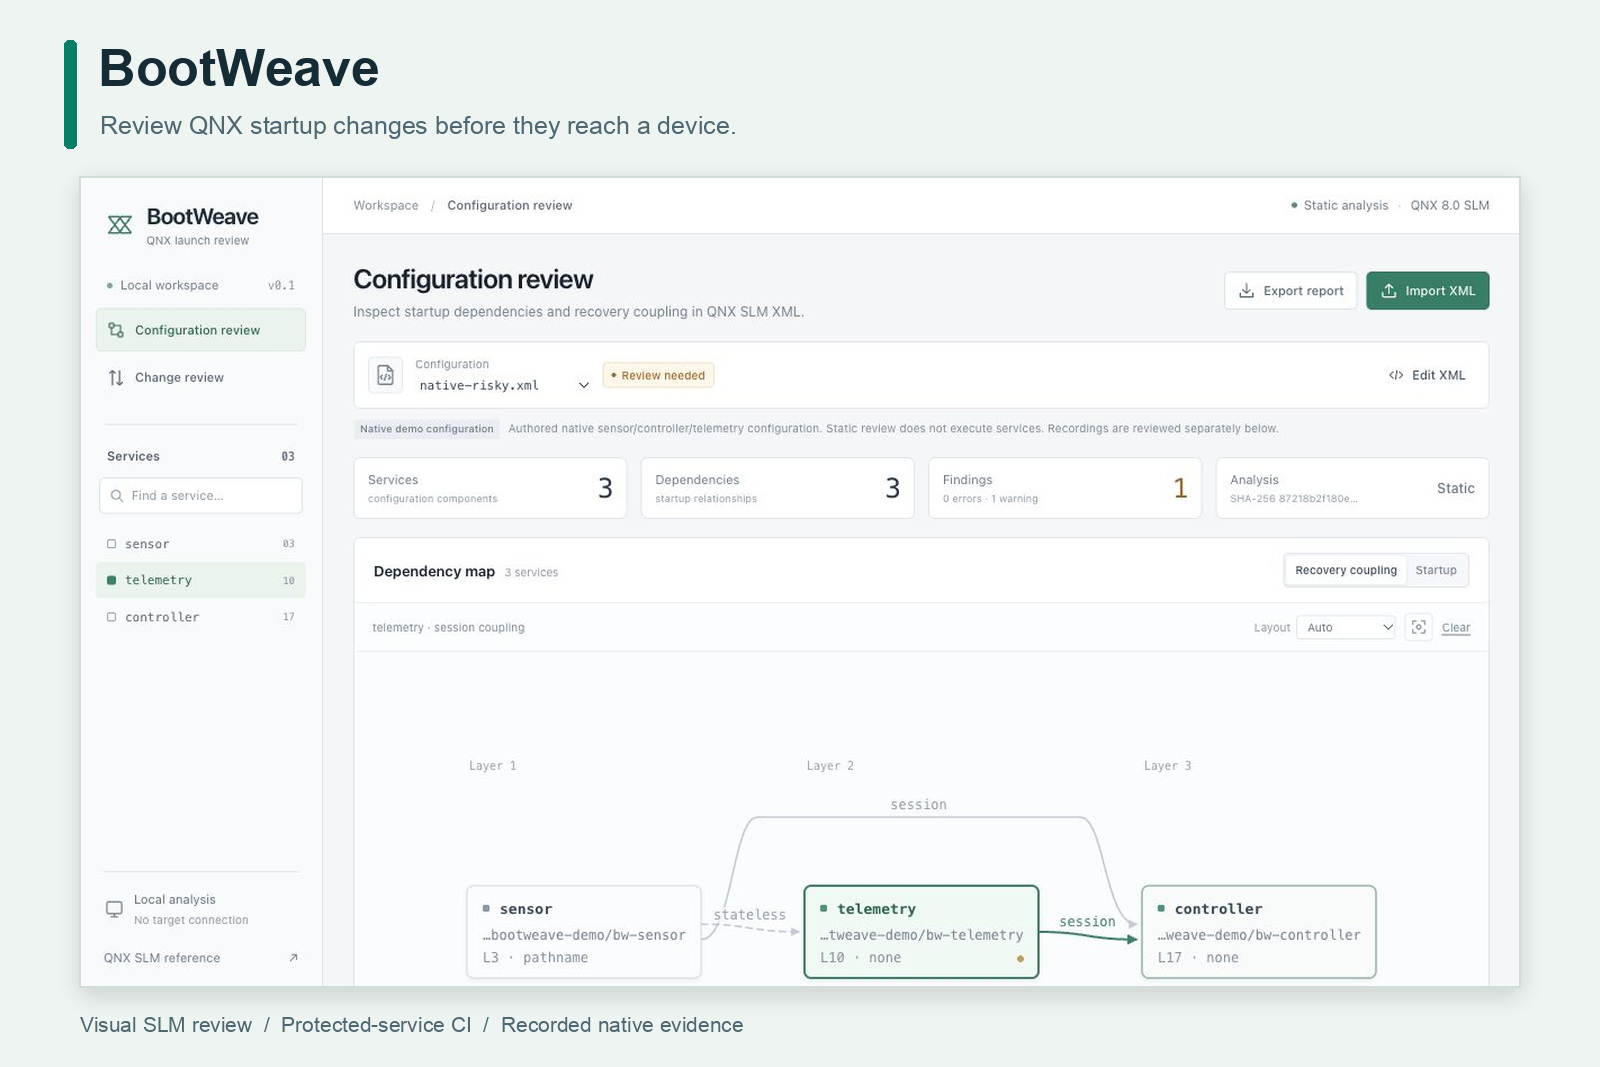 BootWeave
Review QNX startup changes before they reach a device.
BootWeave
QNX launch review
Local workspace v0.1
Configuration review
Change review
Services 03
Find a service...
sensor 03
telemetry 10
controller 17
Local analysis
No target connection
QNX SLM reference ↗
Workspace / Configuration review
Static analysis · QNX 8.0 SLM
Configuration review
Inspect startup dependencies and recovery coupling in QNX SLM XML.
Export report
Import XML
Configuration
native-risky.xml
Review needed
</> Edit XML
Native demo configuration Authored native sensor/controller/telemetry configuration. Static review does not execute services. Recordings are reviewed separately below.
Services
configuration components
3
Dependencies
startup relationships
3
Findings
0 errors · 1 warning
1
Analysis
SHA-256 87218b2f180e…
Static
Dependency map 3 services
Recovery coupling Startup
telemetry · session coupling
Layout Auto Clear
Layer 1 Layer 2 Layer 3
session
stateless
session
sensor
…bootweave-demo/bw-sensor
L3 · pathname
telemetry
…tweave-demo/bw-telemetry
L10 · none
controller
…weave-demo/bw-controller
L17 · none
Visual SLM review / Protected-service CI / Recorded native evidence